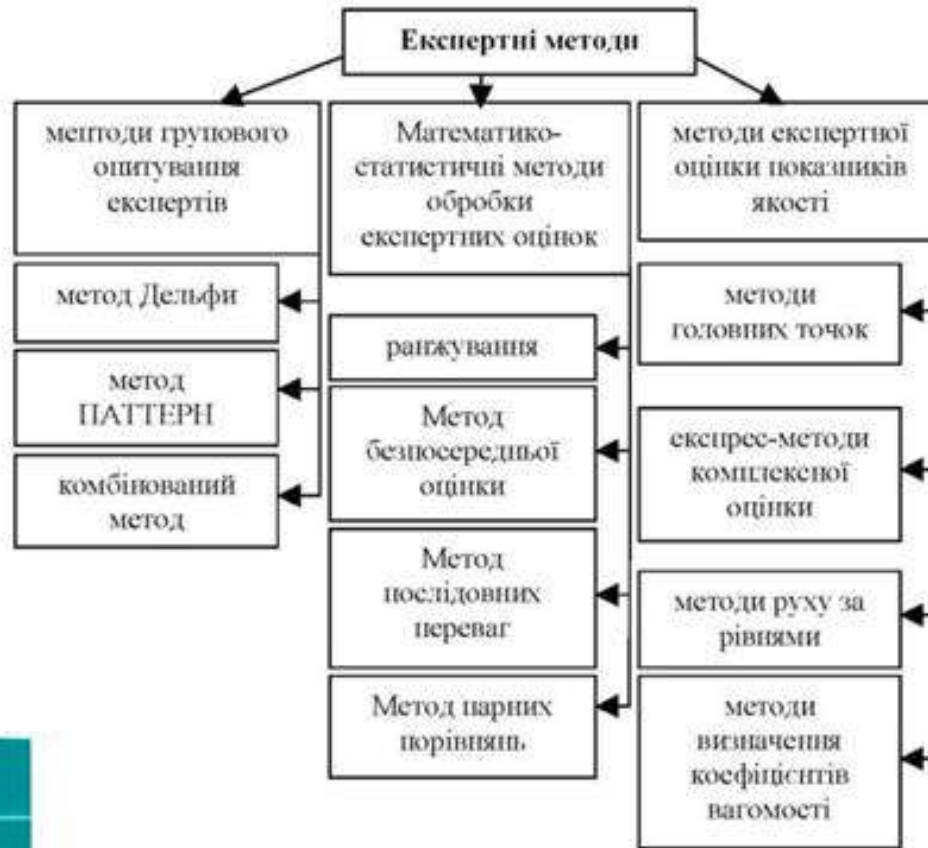 Експертні методи
мептоди групового
опитування
експертів
метод Дельфи
метод
ПАТТЕРН
комбінований
метод
Математико-
статистичні методи
обробки
експертних оцінок
ранжування
Метод
безпосередньої
оцінки
Метод
послідовних
переваг
Метод парних
порівнянь
методи експертної
оцінки показників
якості
методи
головних точок
експрес-методи
комплексної
оцінки
методи руху за
рівнями
методи
визначення
коефіцієнтів
вагомості